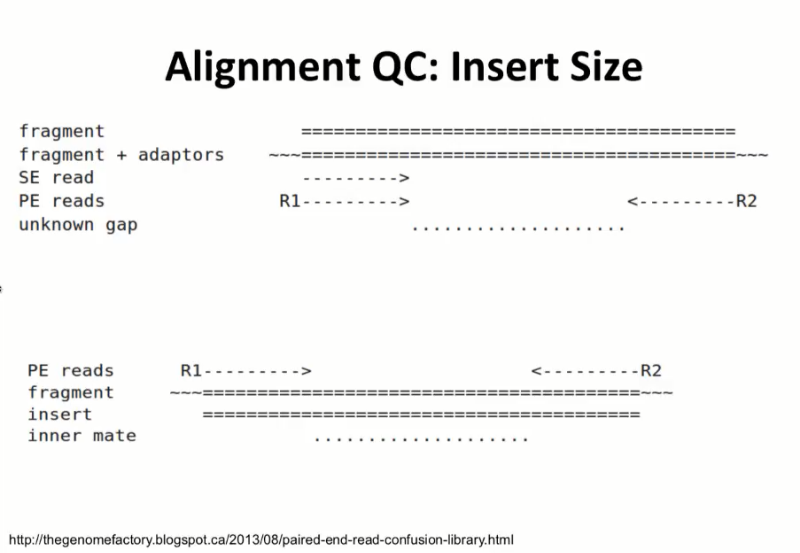 Alignment QC: Insert Size
fragment ========================================
fragment + adaptors ~~~========================================~~~
SE read --------->
PE reads R1---------> <---------R2
unknown gap ....................
PE reads R1---------> <---------R2
fragment ~~~========================================~~~
insert ========================================
inner mate ....................
http://thegenomefactory.blogspot.ca/2013/08/paired-end-read-confusion-library.html